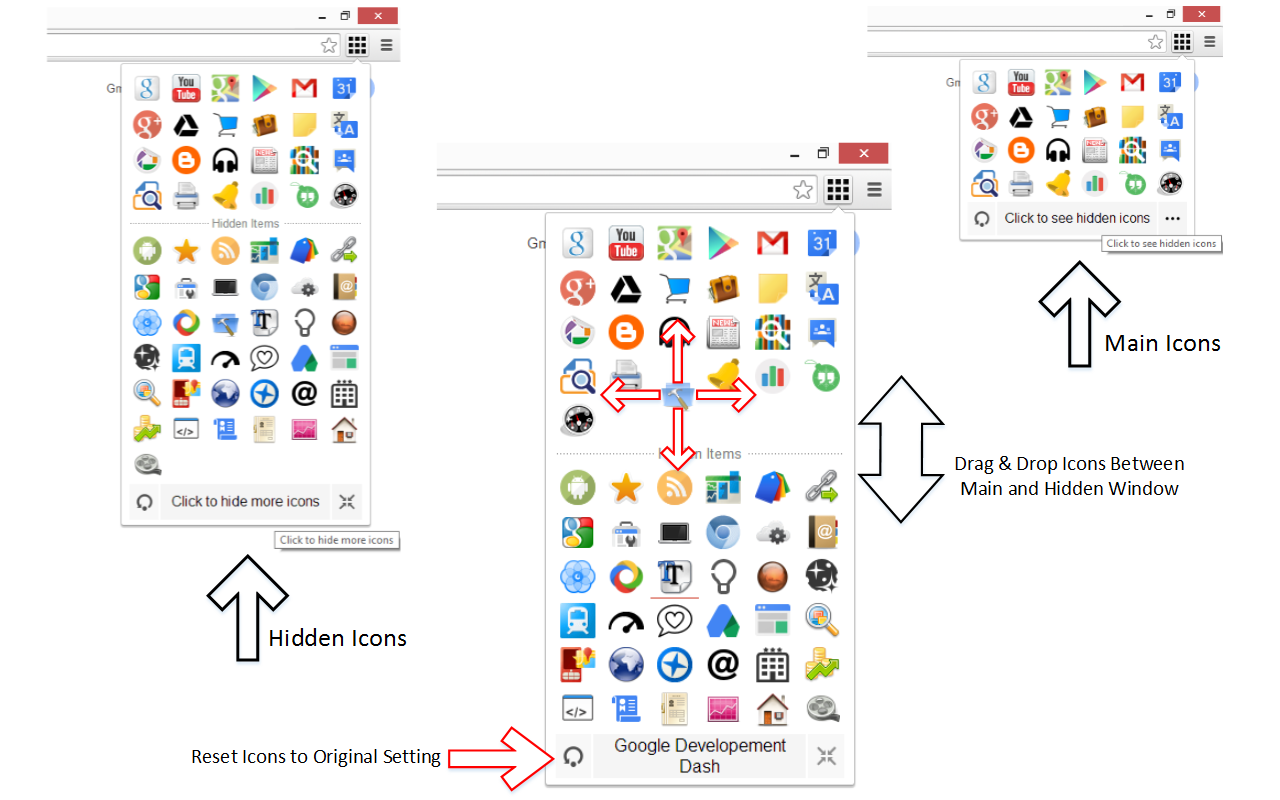 Gm
You
Tube
31
Hidden Items
Click to hide more icons
Click to hide more icons
Hidden Icons
Gm
You
Tube
31
NEWS
Items
Google Developement
Dash
Reset Icons to Original Setting
Gm
You
Tube
31
Click to see hidden icons
Click to see hidden icons
Main Icons
Drag & Drop Icons Between
Main and Hidden Window